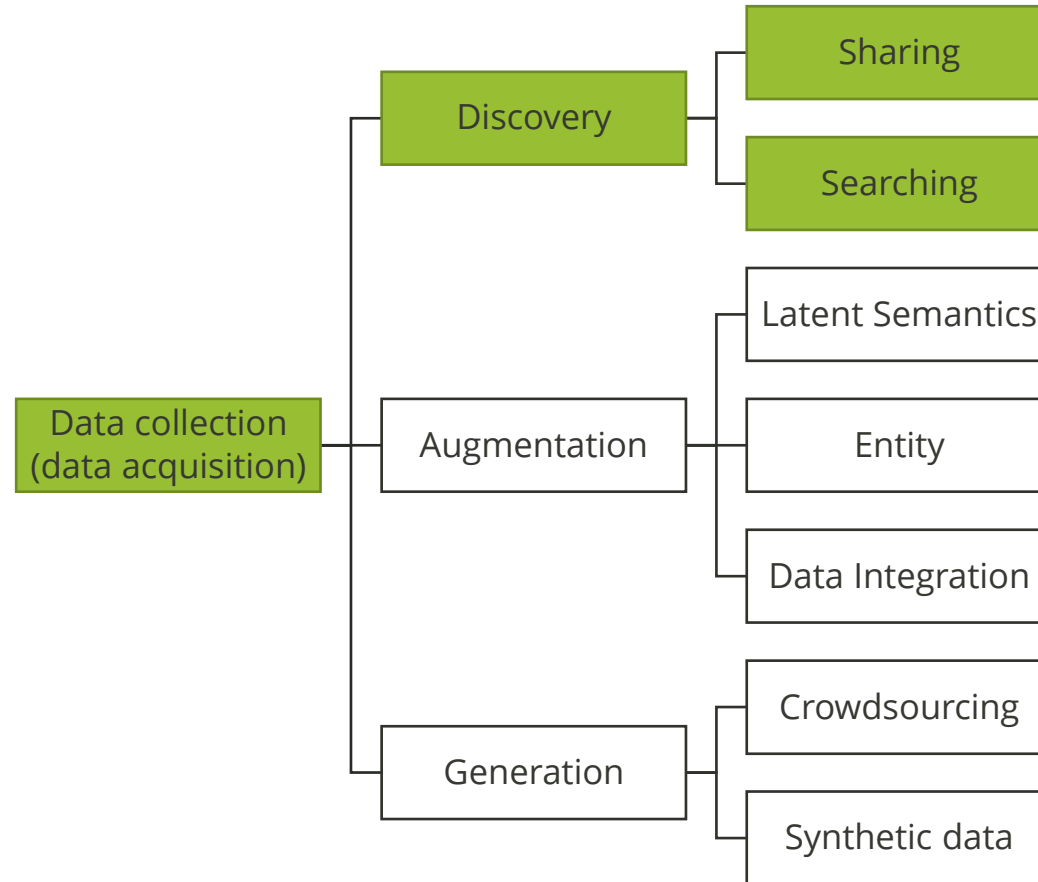 Sharing
Discovery
Searching
Latent Semantics
Data collection
(data acquisition)
Augmentation
Entity
Data Integration
Crowdsourcing
Generation
Synthetic data